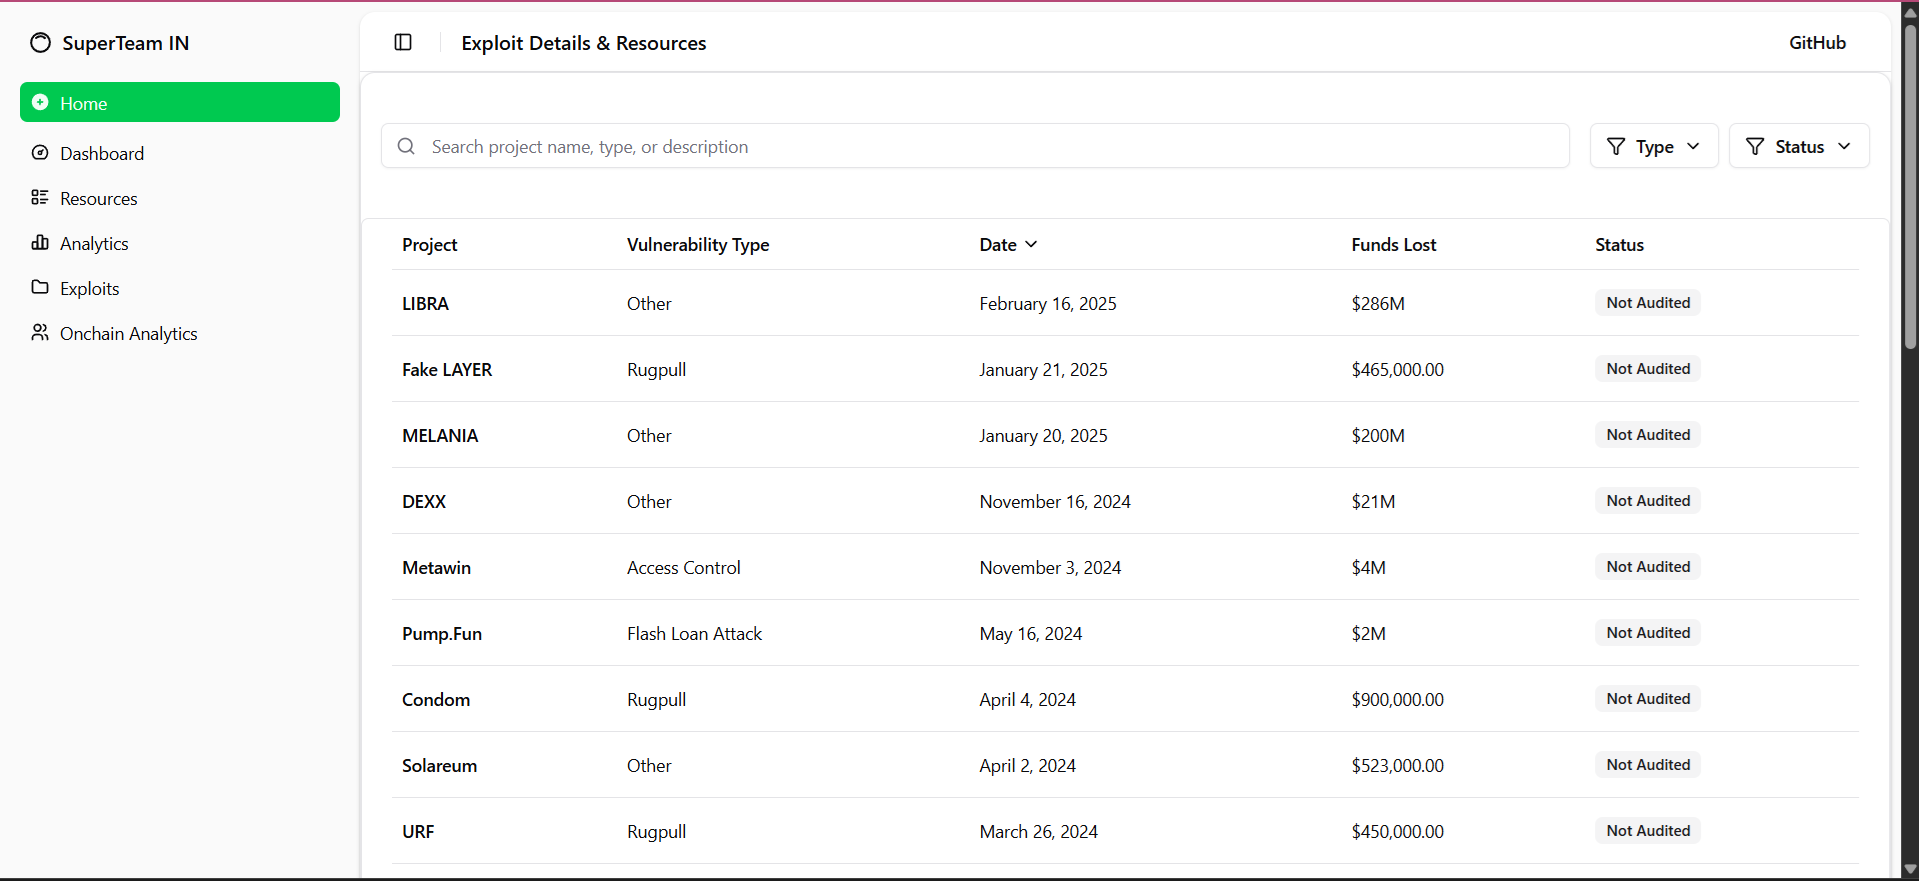 SuperTeam IN
Home
Dashboard
Resources
Analytics
Exploits
Onchain Analytics
Exploit Details & Resources
GitHub
Search project name, type, or description
Type
Status
Project Vulnerability Type Date Funds Lost Status
LIBRA Other February 16, 2025 $286M Not Audited
Fake LAYER Rugpull January 21, 2025 $465,000.00 Not Audited
MELANIA Other January 20, 2025 $200M Not Audited
DEXX Other November 16, 2024 $21M Not Audited
Metawin Access Control November 3, 2024 $4M Not Audited
Pump.Fun Flash Loan Attack May 16, 2024 $2M Not Audited
Condom Rugpull April 4, 2024 $900,000.00 Not Audited
Solareum Other April 2, 2024 $523,000.00 Not Audited
URF Rugpull March 26, 2024 $450,000.00 Not Audited